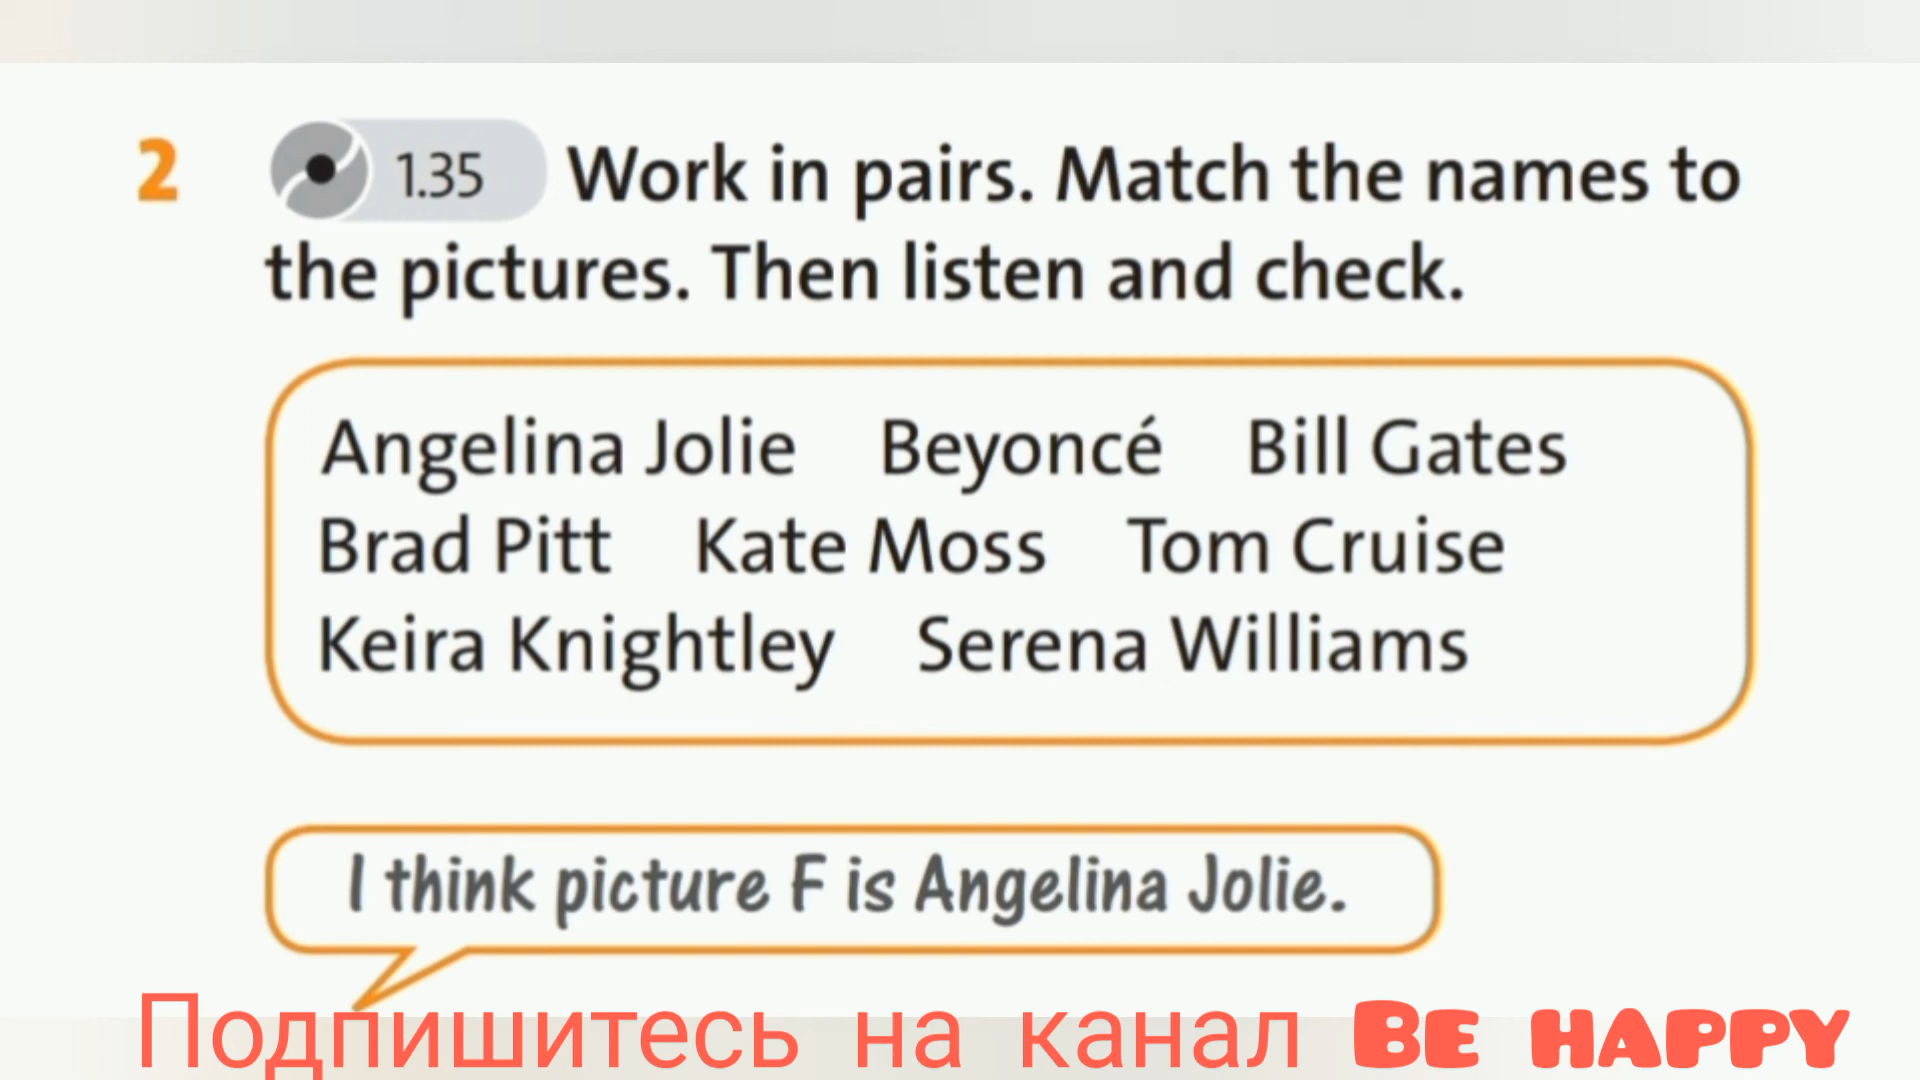 2 1.35 Work in pairs. Match the names to
the pictures. Then listen and check.
Angelina Jolie Beyoncé Bill Gates
Brad Pitt Kate Moss Tom Cruise
Keira Knightley Serena Williams
I think picture F is Angelina Jolie.
Подпишитесь на канал BE HAPPY